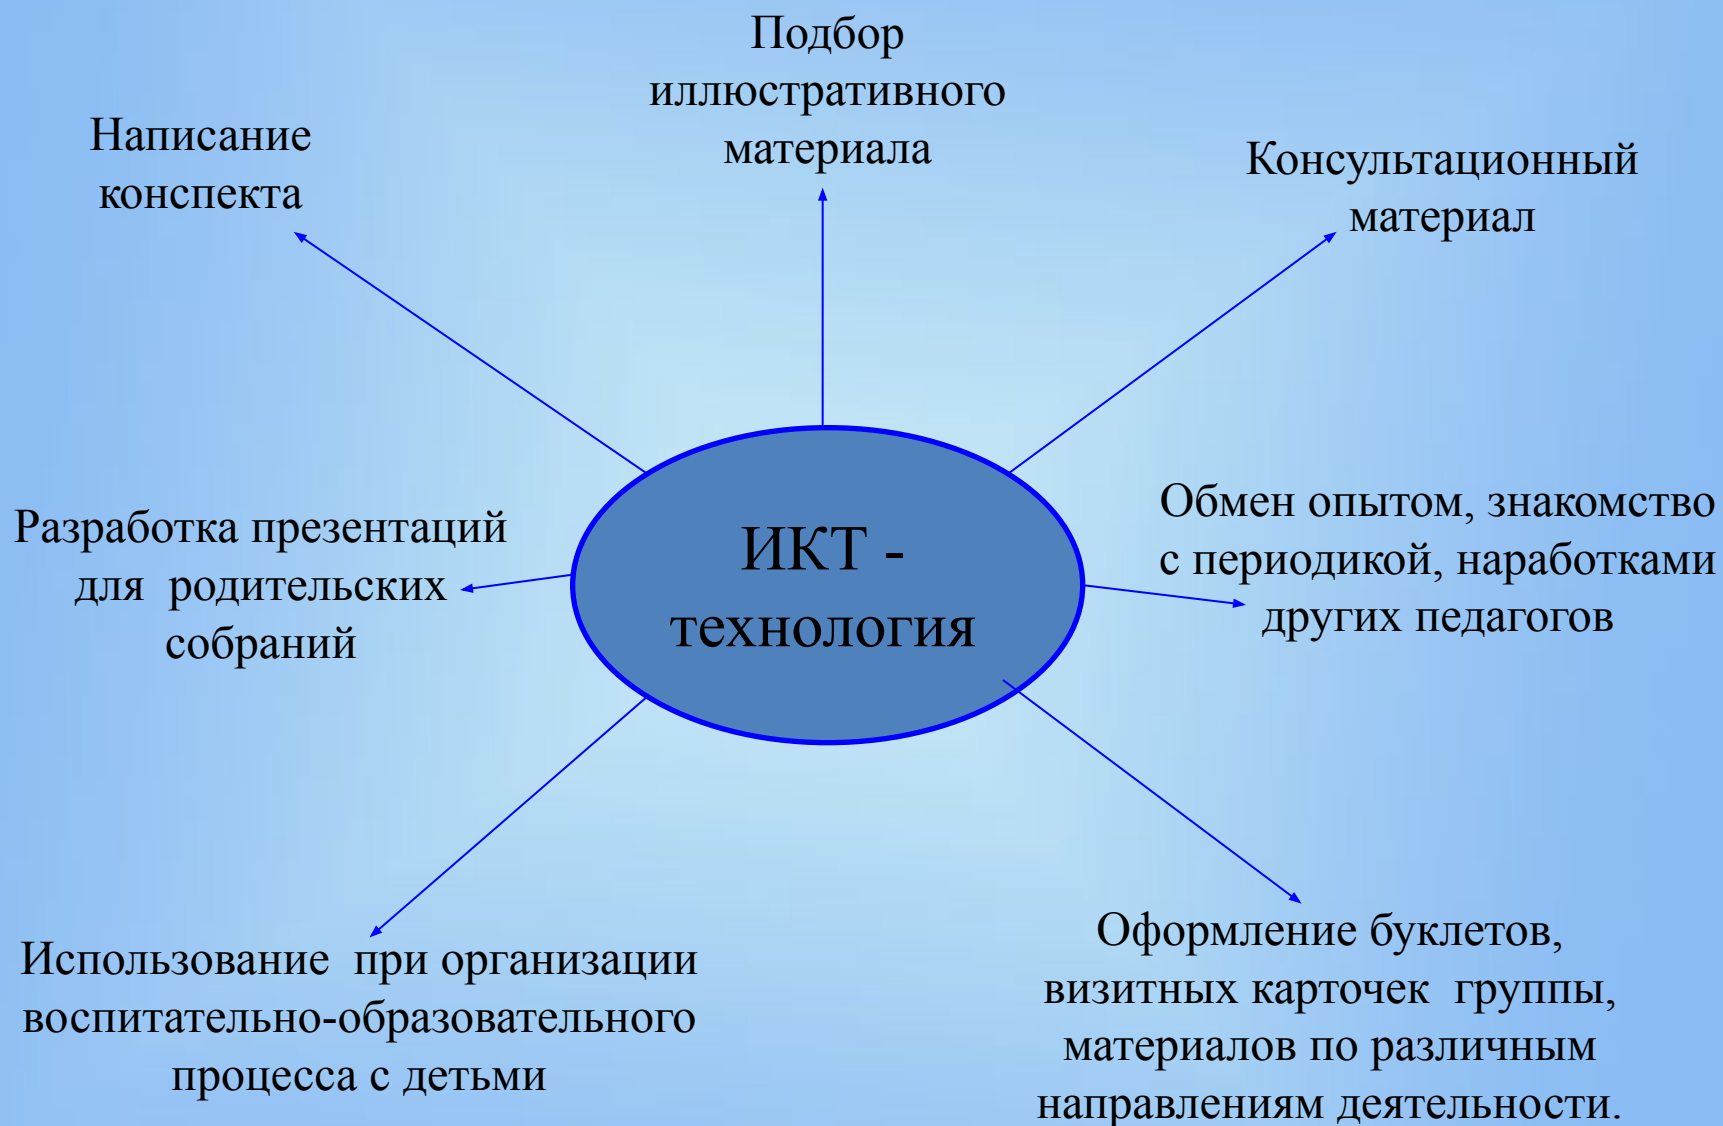 Подбор
иллюстративного
материала
Написание
конспекта
Консультационный
материал
Разработка презентаций
для родительских
собраний
ИКТ -
технология
Обмен опытом, знакомство
с периодикой, наработками
других педагогов
Использование при организации
воспитательно-образовательного
процесса с детьми
Оформление буклетов,
визитных карточек группы,
материалов по различным
направлениям деятельности.